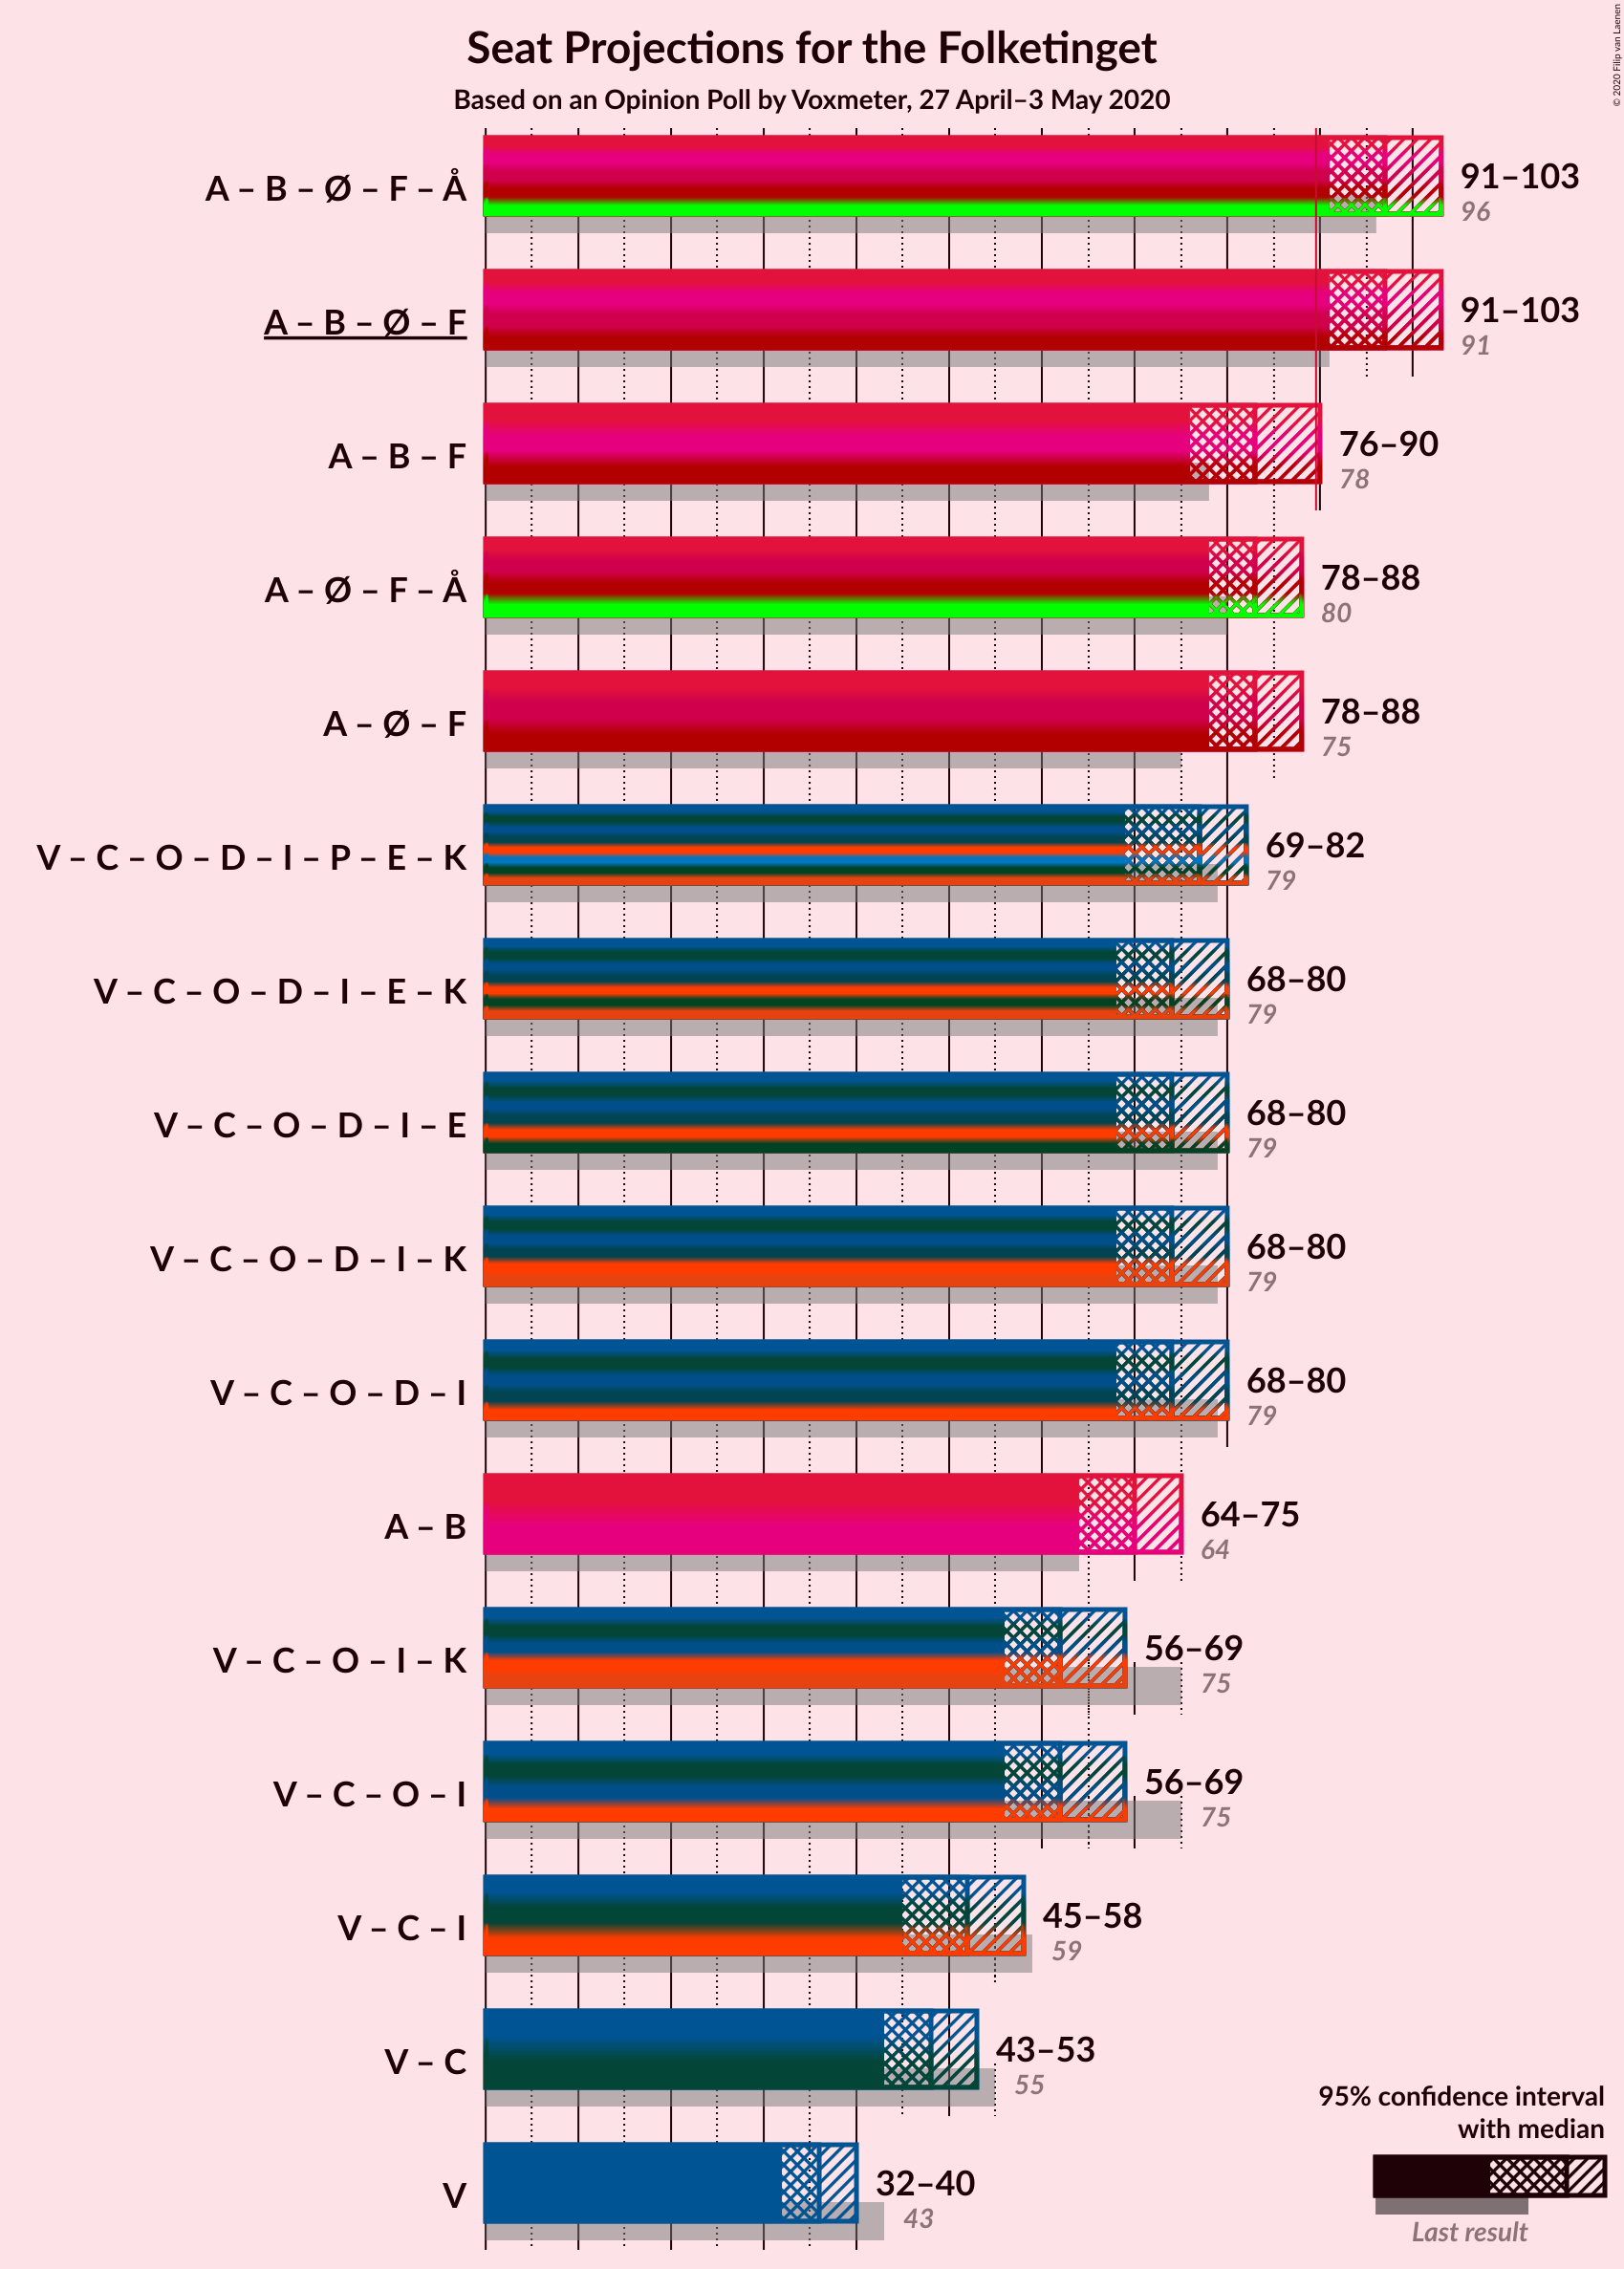 © 2020 Filip van Laenen
Seat Projections for the Folketinget
Based on an Opinion Poll by Voxmeter, 27 April–3 May 2020
A – B – Ø – F – Å
91–103
96
A – B – Ø – F
91–103
91
A – B – F
76–90
78
A – Ø – F – Å
78–88
80
A – Ø – F
78–88
75
V – C – O – D – I – P – E – K
69–82
79
V – C – O – D – I – E – K
68–80
79
V – C – O – D – I – E
68–80
79
V – C – O – D – I – K
68–80
79
V – C – O – D – I
68–80
79
A – B
64–75
64
V – C – O – I – K
56–69
75
V – C – O – I
56–69
75
V – C – I
45–58
59
V – C
43–53
55
V
32–40
43
95% confidence interval
with median
Last result